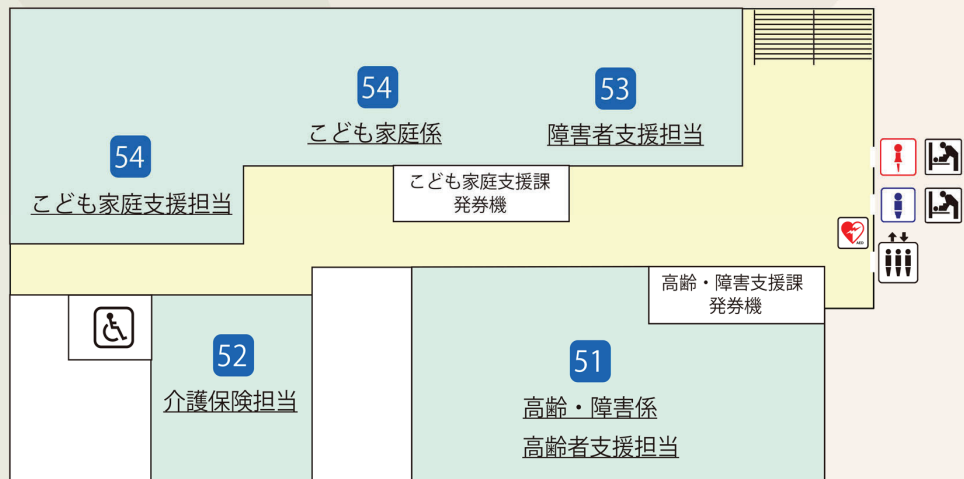 54
こども家庭係
53
障害者支援担当
54
こども家庭支援担当
こども家庭支援課
発券機
AED
高齢・障害支援課
発券機
52
介護保険担当
51
高齢・障害係
高齢者支援担当